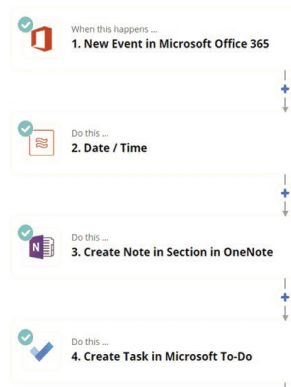 When this happens ...
1. New Event in Microsoft Office 365
Do this ...
2. Date / Time
Do this ...
N
3. Create Note in Section in OneNote
Do this ...
4. Create Task in Microsoft To-Do